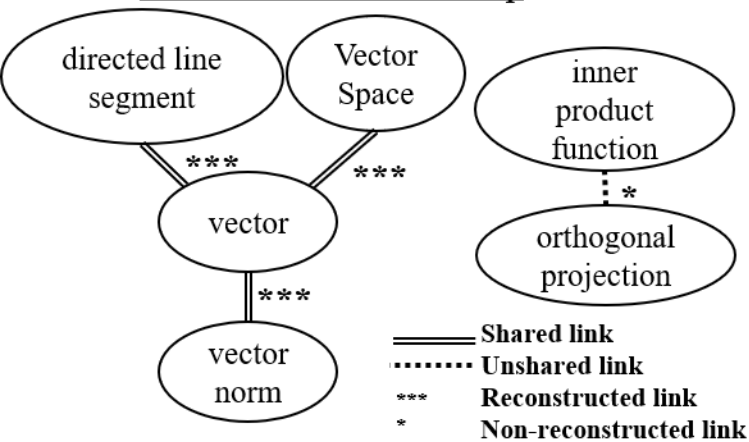 directed line
segment
Vector
Space
inner
product
function
***
***
*
vector
orthogonal
projection
***
vector
norm
Shared link
Unshared link
*** Reconstructed link
* Non-reconstructed link